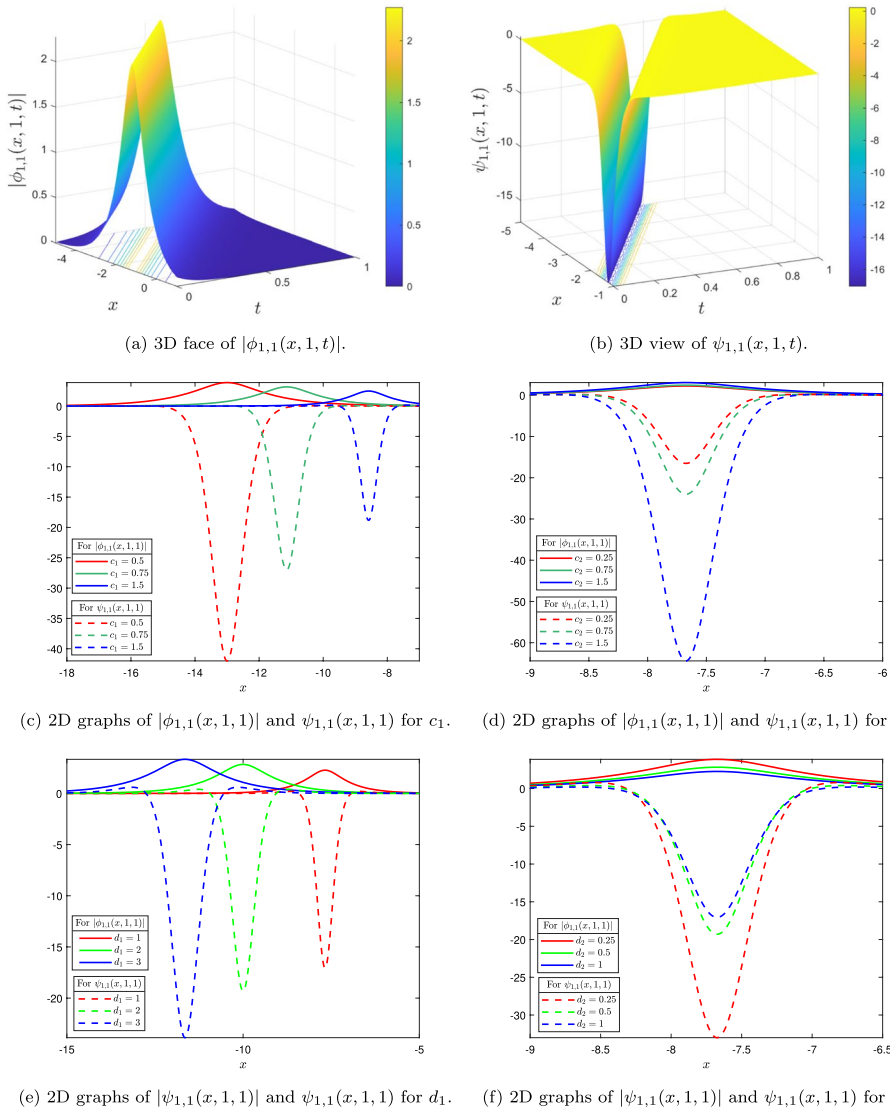 |ϕ1,1(x, 1, t)|
2
1.5
1
0.5
0
-4
-2
0
x
0
0.5
1
t
2
1.5
1
0.5
0
(a) 3D face of |ϕ1,1(x, 1, t)|.
ψ1,1(x, 1, t)
0
-5
-10
-15
-5
-4
-3
-2
-1
x
0
0.2
0.4
0.6
0.8
1
t
0
-2
-4
-6
-8
-10
-12
-14
-16
(b) 3D view of ψ1,1(x, 1, t).
0
-5
-10
-15
-20
-25
-30
-35
-40
For |ϕ1,1(x, 1, 1)|
c1 = 0.5
c1 = 0.75
c1 = 1.5
For ψ1,1(x, 1, 1)
c1 = 0.5
c1 = 0.75
c1 = 1.5
-18 -16 -14 -12 -10 -8
x
(c) 2D graphs of |ϕ1,1(x, 1, 1)| and ψ1,1(x, 1, 1) for c1.
0
-10
-20
-30
-40
-50
-60
For |ϕ1,1(x, 1, 1)|
c2 = 0.25
c2 = 0.75
c2 = 1.5
For ψ1,1(x, 1, 1)
c2 = 0.25
c2 = 0.75
c2 = 1.5
-9 -8.5 -8 -7.5 -7 -6.5 -6
x
(d) 2D graphs of |ϕ1,1(x, 1, 1)| and ψ1,1(x, 1, 1) for
0
-5
-10
-15
-20
For |ϕ1,1(x, 1, 1)|
d1 = 1
d1 = 2
d1 = 3
For ψ1,1(x, 1, 1)
d1 = 1
d1 = 2
d1 = 3
-15 -10 -5
x
(e) 2D graphs of |ψ1,1(x, 1, 1)| and ψ1,1(x, 1, 1) for d1.
0
-5
-10
-15
-20
-25
-30
For |ϕ1,1(x, 1, 1)|
d2 = 0.25
d2 = 0.5
d2 = 1
For ψ1,1(x, 1, 1)
d2 = 0.25
d2 = 0.5
d2 = 1
-9 -8.5 -8 -7.5 -7 -6.5
x
(f) 2D graphs of |ψ1,1(x, 1, 1)| and ψ1,1(x, 1, 1) for